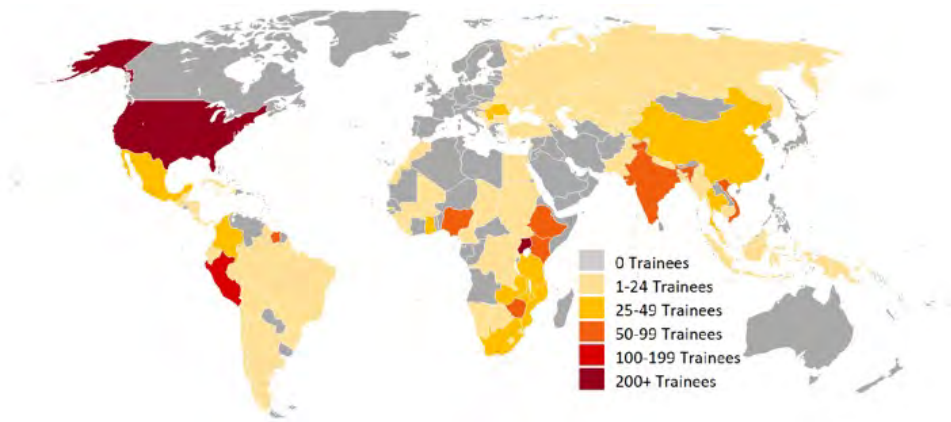 0 Trainees
1-24 Trainees
25-49 Trainees
50-99 Trainees
100-199 Trainees
200+ Trainees